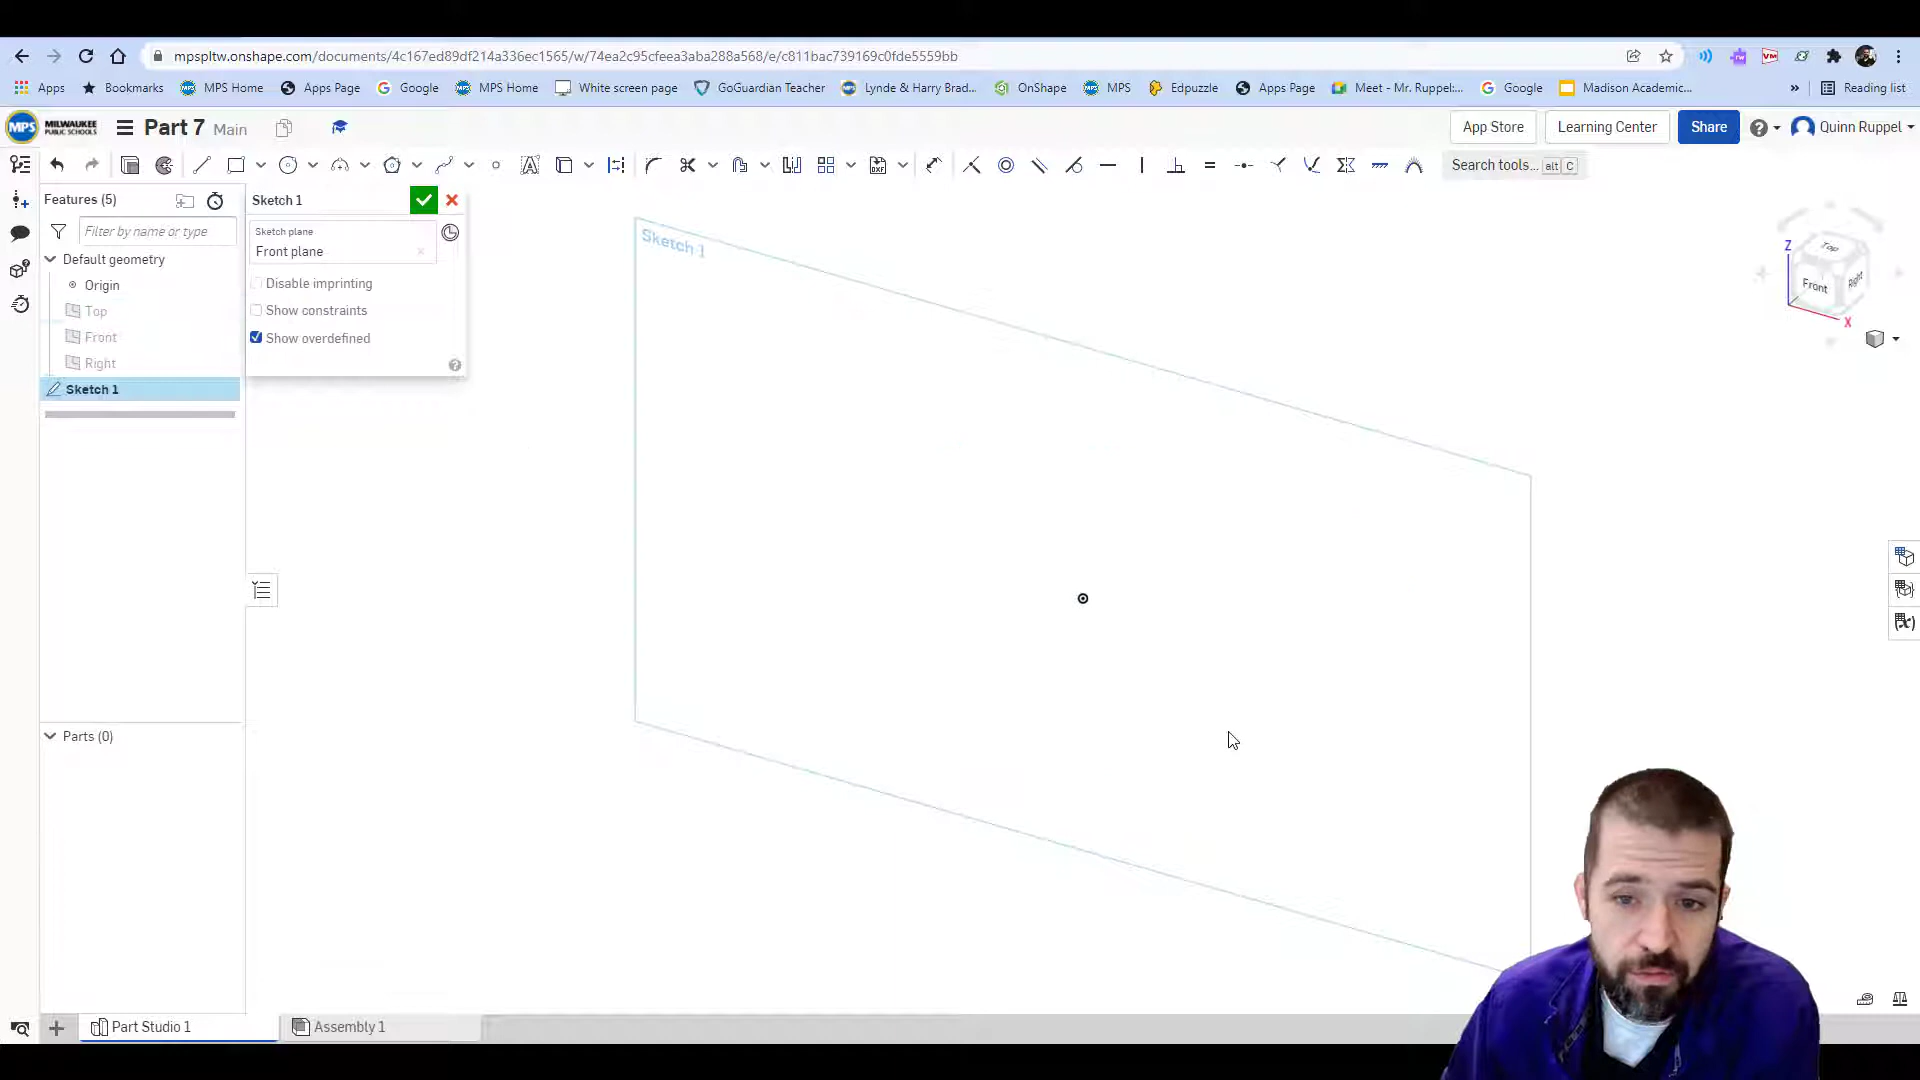 mpspltw.onshape.com/documents/4c167ed89df214a336ec1565/w/74ea2c95cfeea3aba288a568/e/c811bac739169c0fde5559bb
Apps Bookmarks MPS Home Apps Page Google MPS Home White screen page GoGuardian Teacher Lynde & Harry Brad... OnShape MPS Edpuzzle Apps Page Meet - Mr. Ruppel:... Google Madison Academic... » Reading list
MPS MILWAUKEE PUBLIC SCHOOLS Part 7 Main App Store Learning Center Share Quinn Ruppel
Search tools... alt C
Features (5)
Filter by name or type
Default geometry
Origin
Top
Front
Right
Sketch 1
Sketch 1
Sketch plane
Front plane
Disable imprinting
Show constraints
Show overdefined
Sketch 1
Z
Top
Front
Right
X
Parts (0)
Part Studio 1 Assembly 1